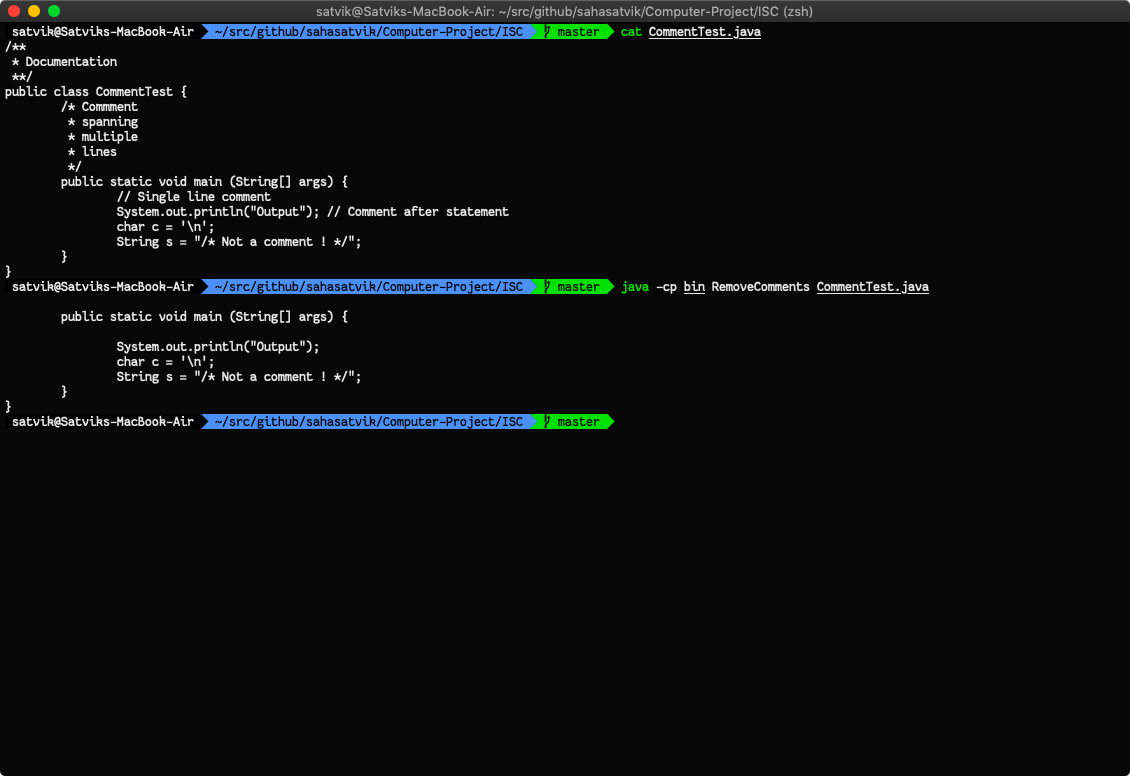 satvik@Satviks-MacBook-Air: ~/src/github/sahasatvik/Computer-Project/ISC (zsh)
satvik@Satviks-MacBook-Air ~/src/github/sahasatvik/Computer-Project/ISC master cat CommentTest.java
/**
 * Documentation
 **/
public class CommentTest {
        /* Commment
         * spanning
         * multiple
         * lines
         */
        public static void main (String[] args) {
                // Single line comment
                System.out.println("Output"); // Comment after statement
                char c = '\n';
                String s = "/* Not a comment ! */";
        }
}
satvik@Satviks-MacBook-Air ~/src/github/sahasatvik/Computer-Project/ISC master java -cp bin RemoveComments CommentTest.java
        public static void main (String[] args) {
                System.out.println("Output");
                char c = '\n';
                String s = "/* Not a comment ! */";
        }
}
satvik@Satviks-MacBook-Air ~/src/github/sahasatvik/Computer-Project/ISC master